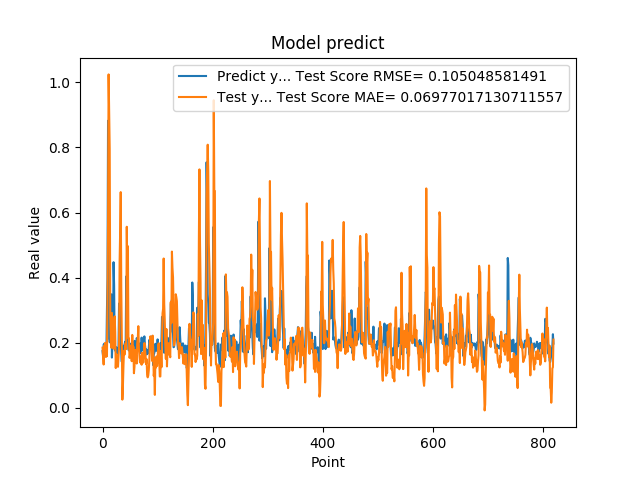 Model predict
Predict y... Test Score RMSE= 0.105048581491
Test y... Test Score MAE= 0.06977017130711557
Real value
1.0
0.8
0.6
0.4
0.2
0.0
0 200 400 600 800
Point